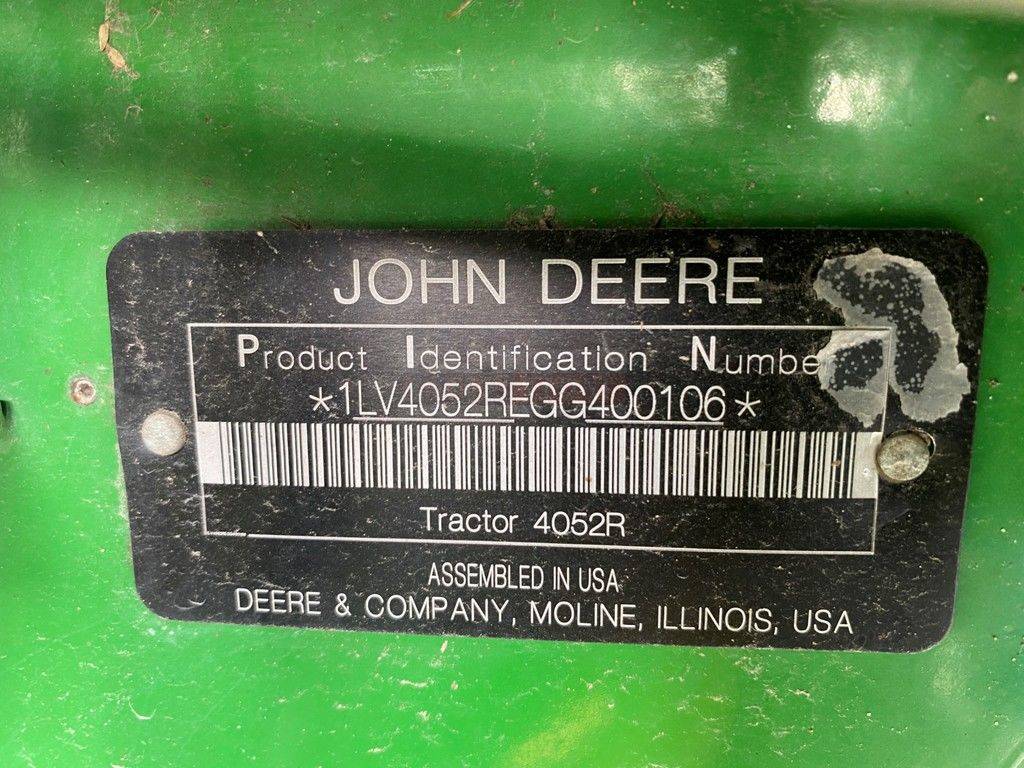 JOHN DEERE
Product Identification Numbe
*1LV4052REGG400106*
Tractor 4052R
ASSEMBLED IN USA
DEERE & COMPANY, MOLINE, ILLINOIS, USA